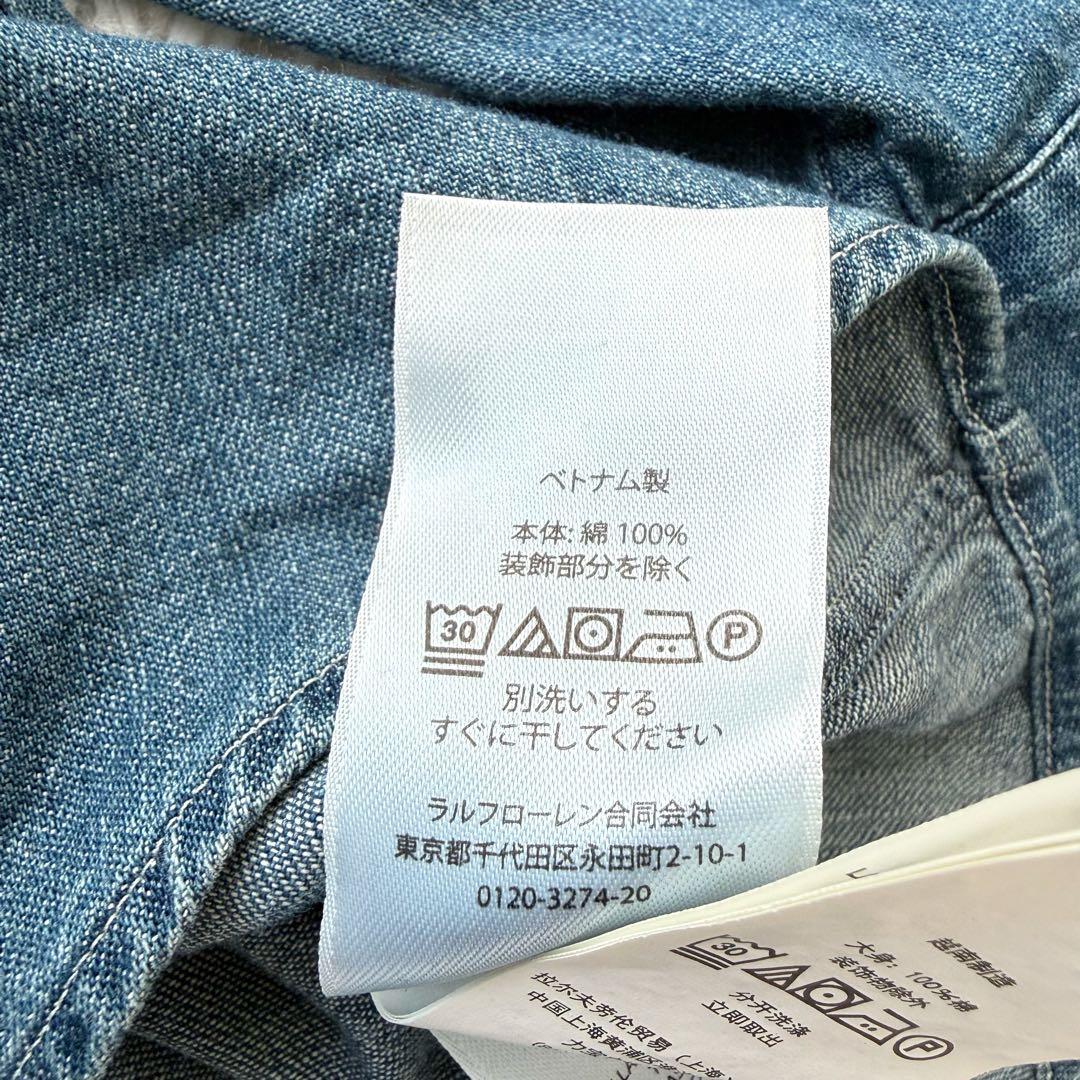 ベトナム製
本体: 綿 100%
装飾部分を除く
30
P
別洗いする
すぐに干してください
ラルフローレン合同会社
東京都千代田区永田町2-10-1
0120-3274-20
越南制造
大身: 100%棉
装饰物除外
30
P
分开洗涤
立即取出
拉尔夫劳伦贸易（上海）
中国上海黄浦区